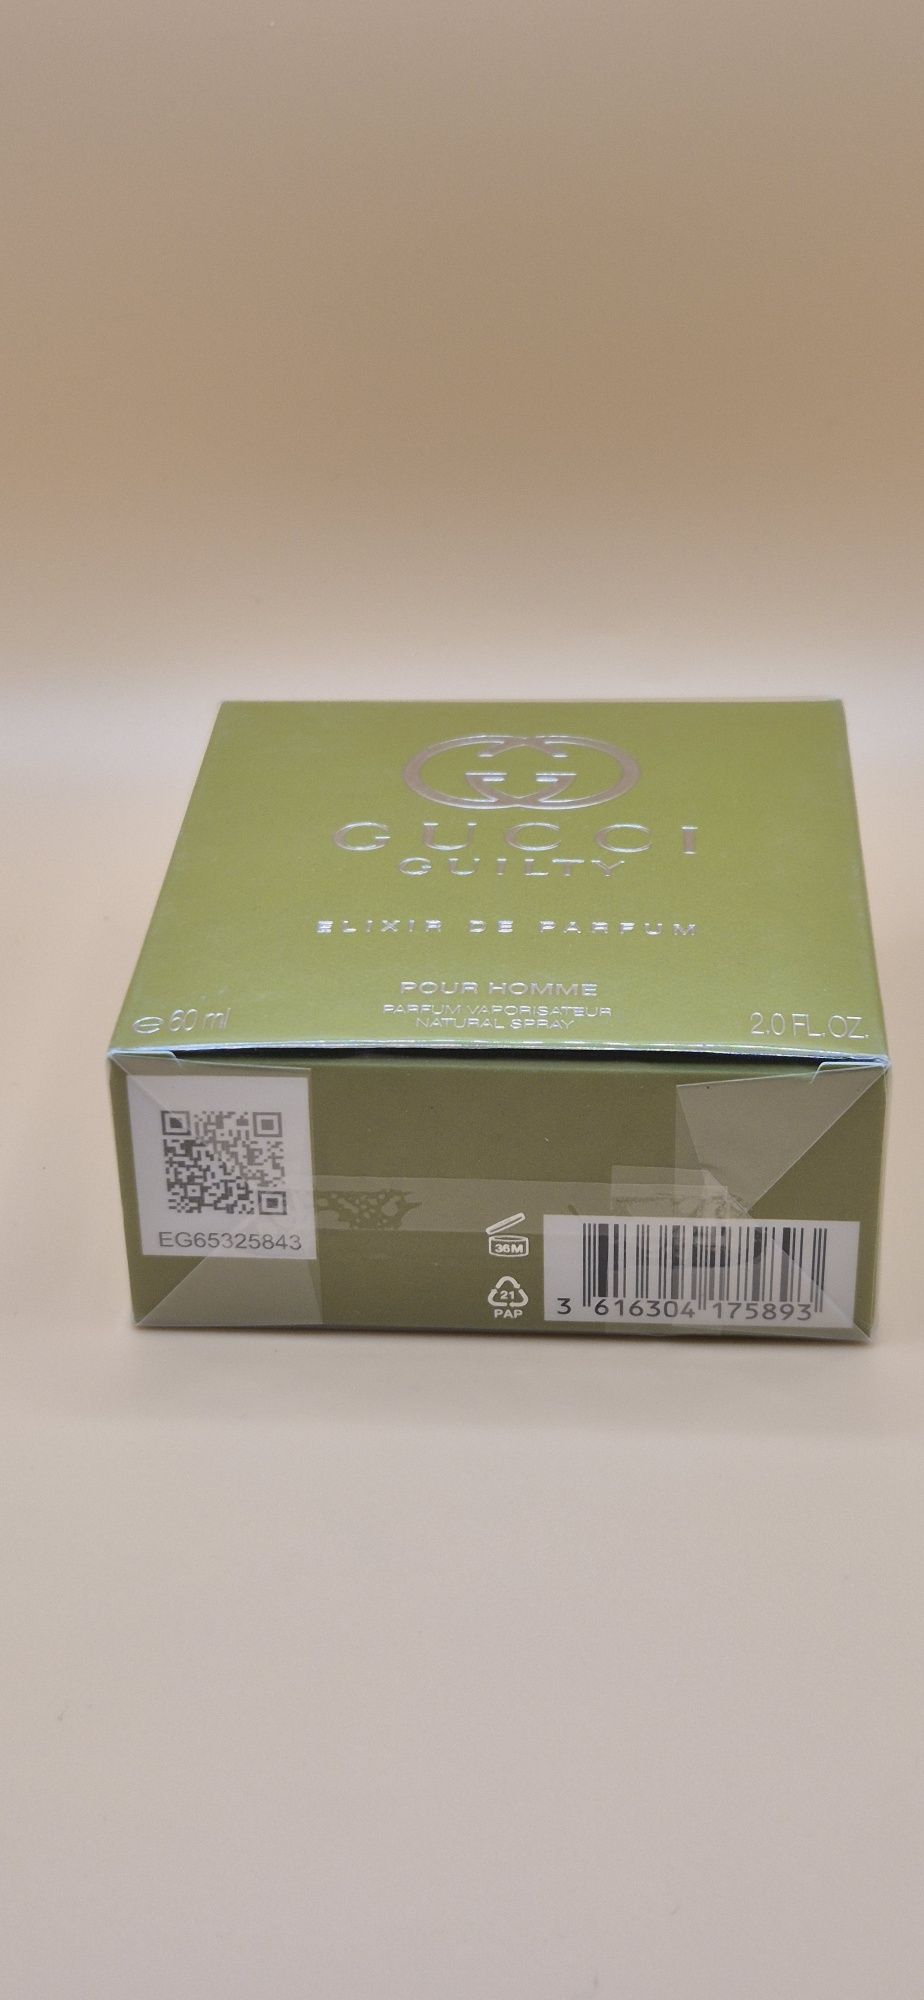 GUCCI
GUILTY
ELIXIR DE PARFUM
POUR HOMME
PARFUM VAPORISATEUR
NATURAL SPRAY
℮ 60 ml
2.0 FL.OZ.
EG65325843
36M
21
PAP
3 616304 175893